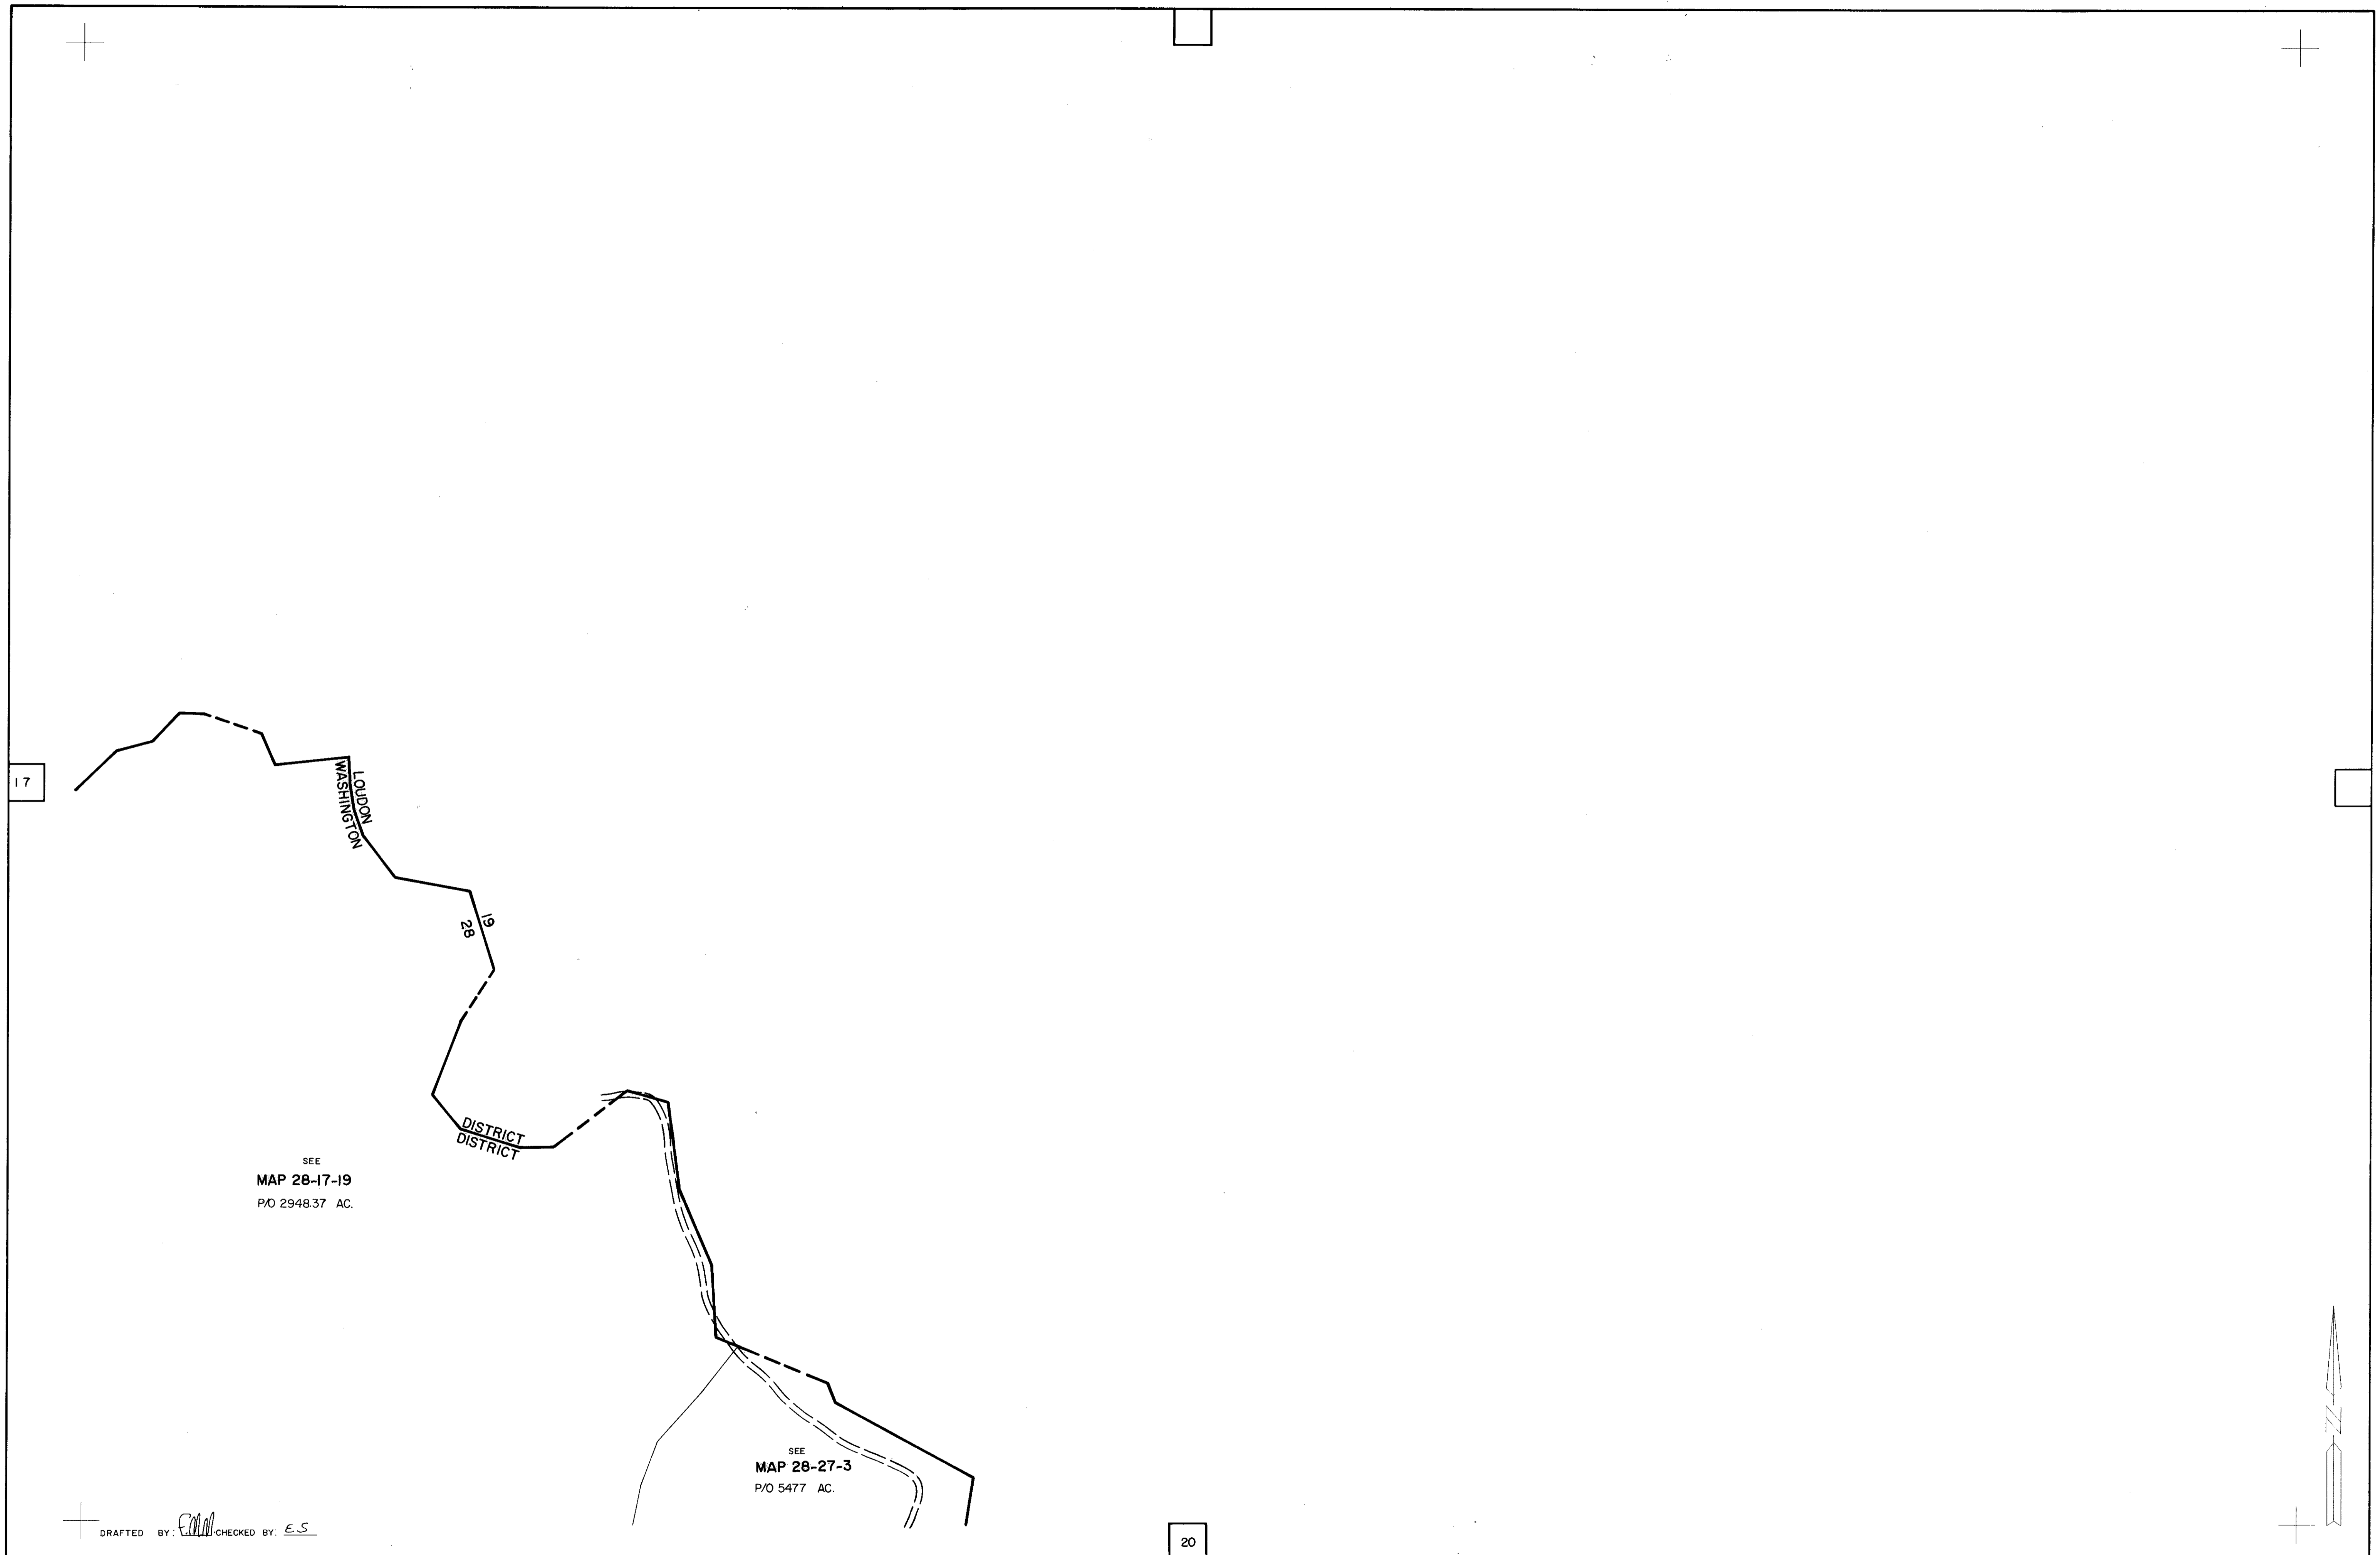 17
LOUDON
WASHINGTON
19
28
DISTRICT
DISTRICT
SEE
MAP 28-17-19
P/O 2948.37 AC.
SEE
MAP 28-27-3
P/O 5477 AC.
N
DRAFTED BY: CHECKED BY: E.S
20